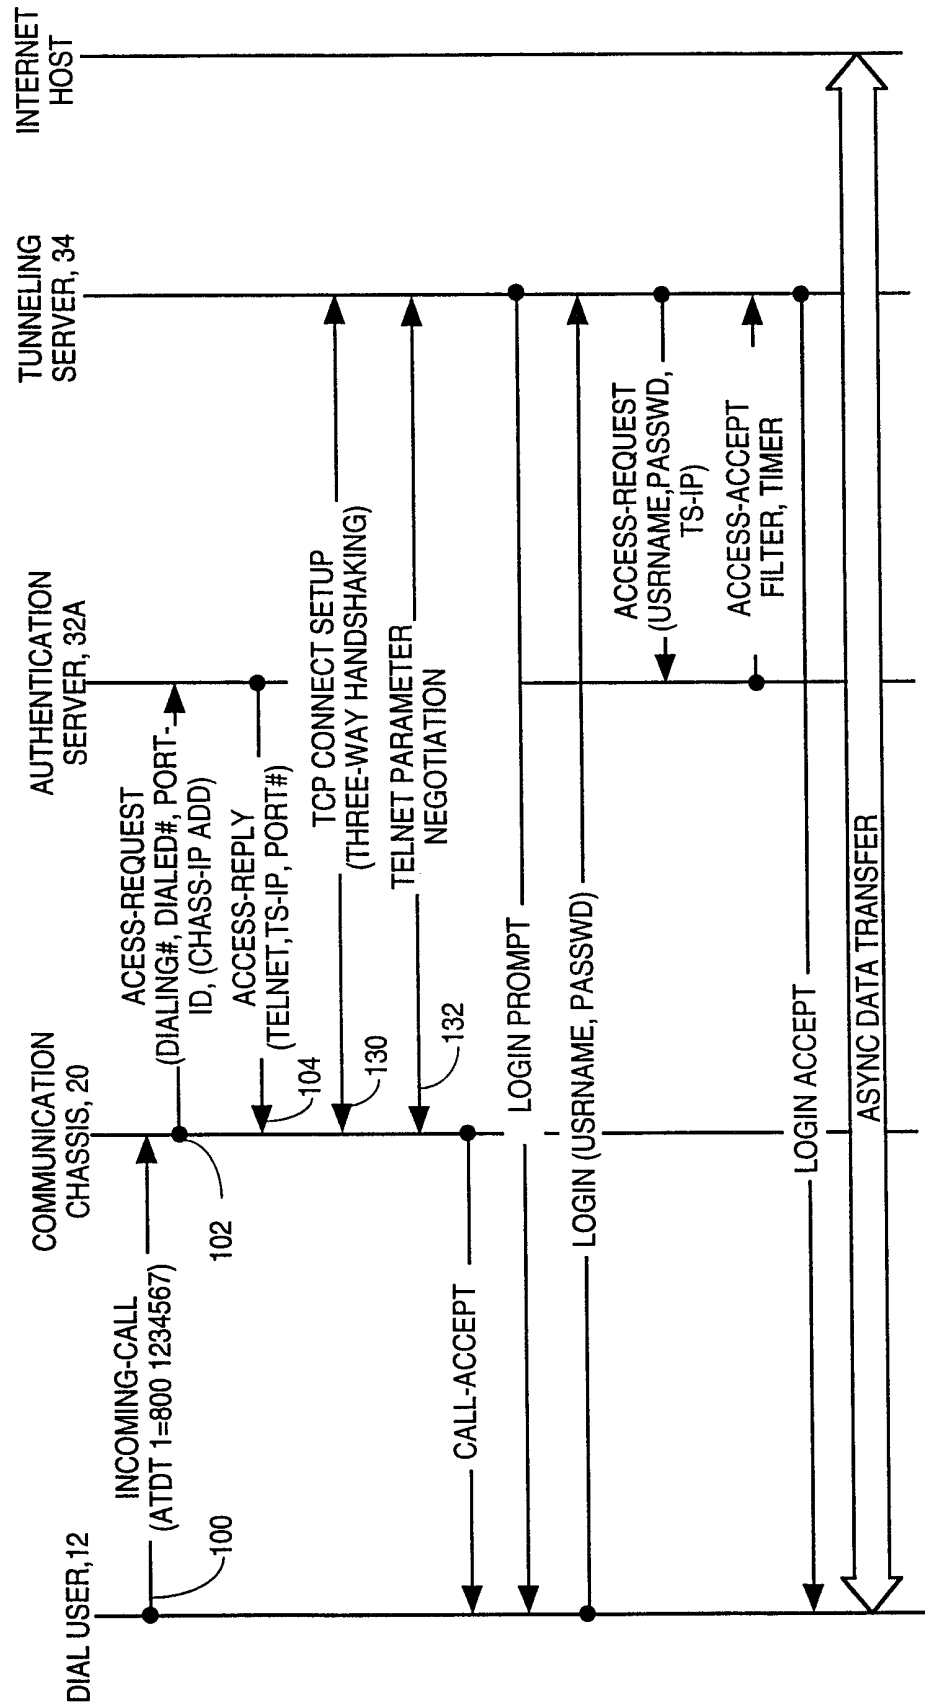 DIAL USER,12
COMMUNICATION
CHASSIS, 20
AUTHENTICATION
SERVER, 32A
TUNNELING
SERVER, 34
INTERNET
HOST
INCOMING-CALL
(ATDT 1=800 1234567)
100
102
ACESS-REQUEST
(DIALING#, DIALED#, PORT-
ID, (CHASS-IP ADD)
ACCESS-REPLY
(TELNET,TS-IP, PORT#)
104
TCP CONNECT SETUP
(THREE-WAY HANDSHAKING)
130
TELNET PARAMETER
NEGOTIATION
132
CALL-ACCEPT
LOGIN PROMPT
LOGIN (USRNAME, PASSWD)
ACCESS-REQUEST
(USRNAME,PASSWD,
TS-IP)
ACCESS-ACCEPT
FILTER, TIMER
LOGIN ACCEPT
ASYNC DATA TRANSFER